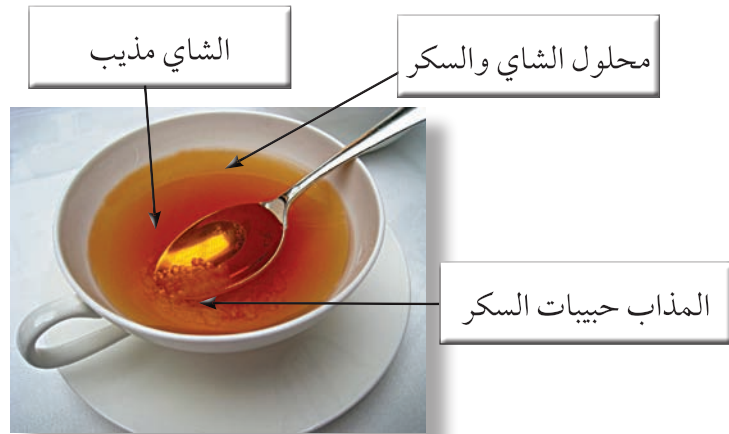 محلول الشاي والسكر
الشاي مذيب
المذاب حبيبات السكر